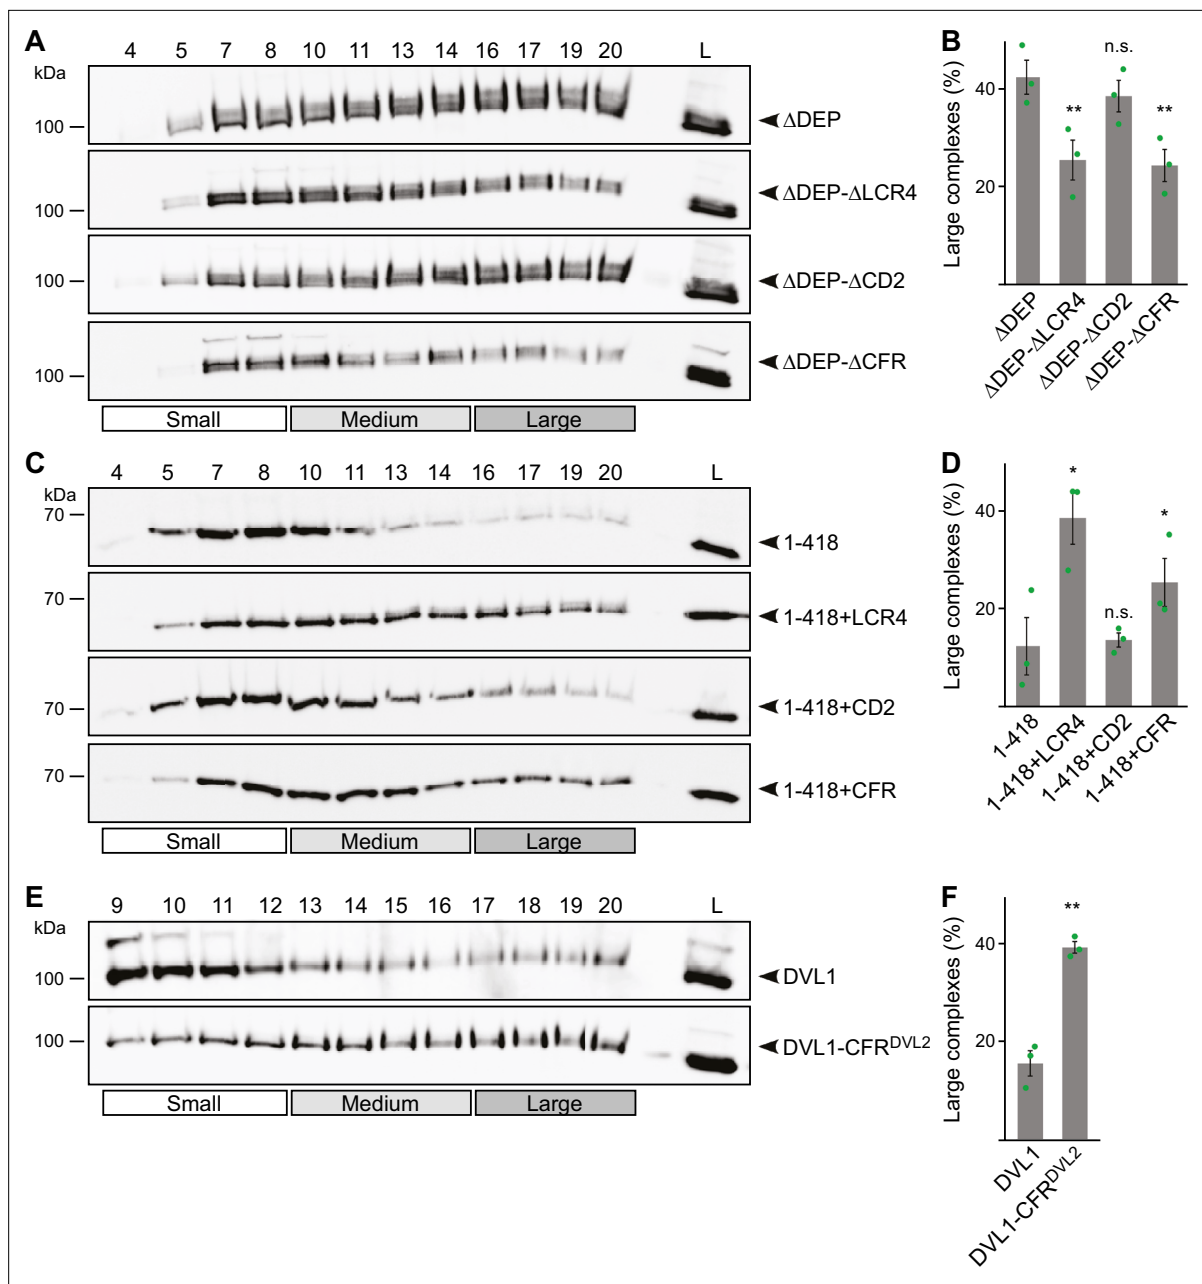 A
4 5 7 8 10 11 13 14 16 17 19 20 L
kDa
100
ΔDEP
100
ΔDEP-ΔLCR4
100
ΔDEP-ΔCD2
100
ΔDEP-ΔCFR
Small Medium Large
B
Large complexes (%)
40
20
n.s.
** **
ΔDEP
ΔDEP-ΔLCR4
ΔDEP-ΔCD2
ΔDEP-ΔCFR
C
4 5 7 8 10 11 13 14 16 17 19 20 L
kDa
70
1-418
70
1-418+LCR4
70
1-418+CD2
70
1-418+CFR
Small Medium Large
D
Large complexes (%)
40
20
*
n.s.
*
1-418
1-418+LCR4
1-418+CD2
1-418+CFR
E
9 10 11 12 13 14 15 16 17 18 19 20 L
kDa
100
DVL1
100
DVL1-CFRDVL2
Small Medium Large
F
Large complexes (%)
40
20
**
DVL1
DVL1-CFRDVL2